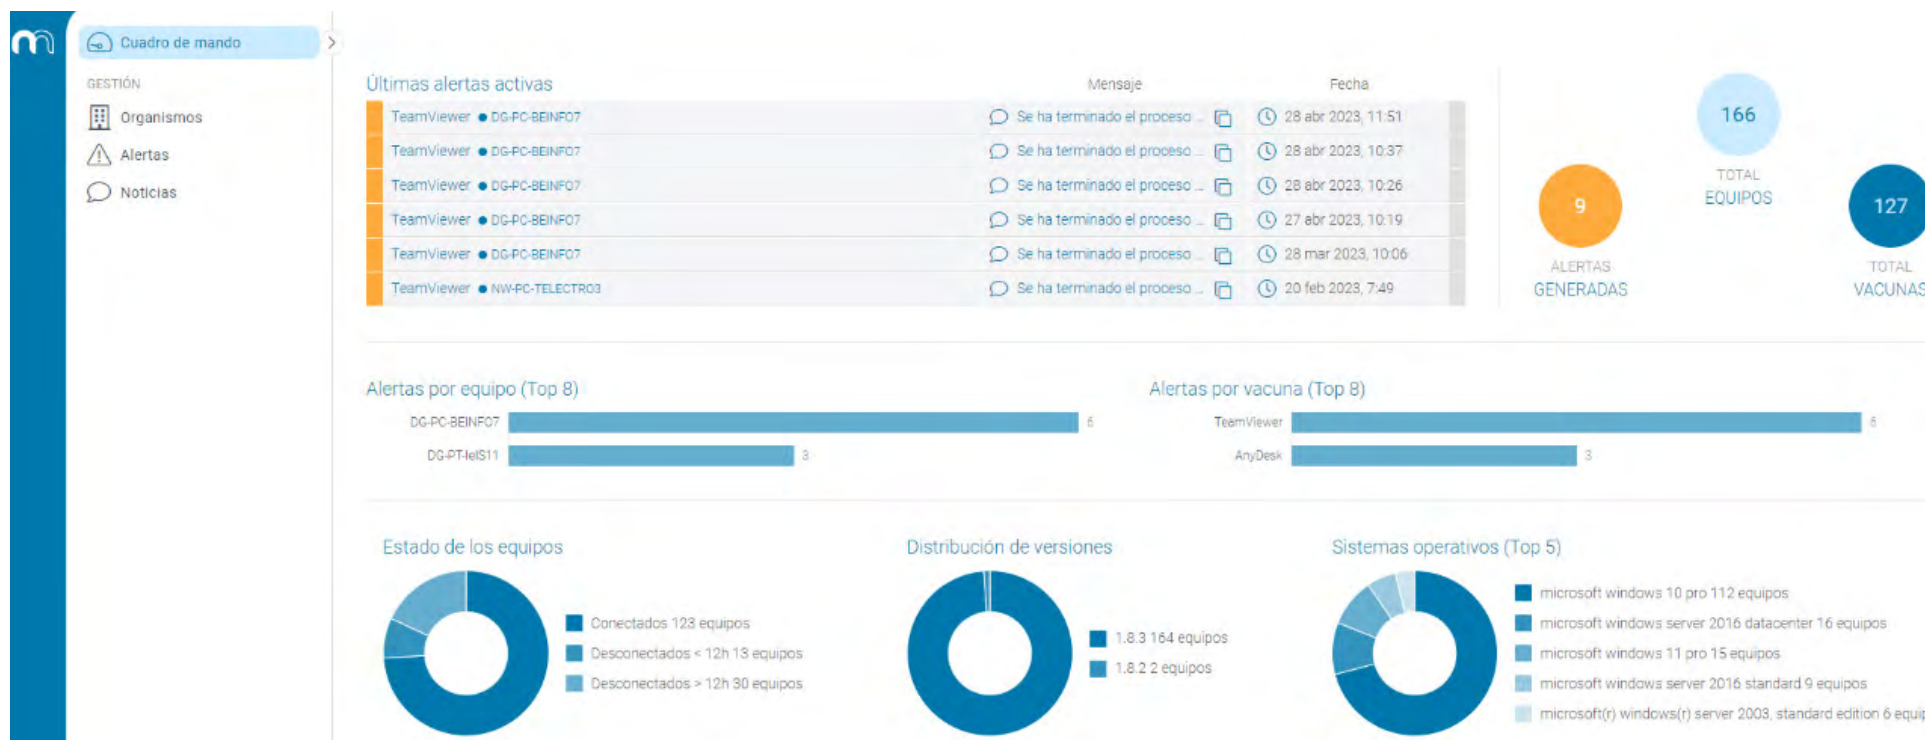 Cuadro de mando
GESTIÓN
Organismos
Alertas
Noticias
Últimas alertas activas Mensaje Fecha
TeamViewer ● DG-PC-BEINF07 Se ha terminado el proceso ... 28 abr 2023, 11:51
TeamViewer ● DG-PC-BEINF07 Se ha terminado el proceso ... 28 abr 2023, 10:37
TeamViewer ● DG-PC-BEINF07 Se ha terminado el proceso ... 28 abr 2023, 10:26
TeamViewer ● DG-PC-BEINF07 Se ha terminado el proceso ... 27 abr 2023, 10:19
TeamViewer ● DG-PC-BEINF07 Se ha terminado el proceso ... 28 mar 2023, 10:06
TeamViewer ● NW-PC-TELECTRO3 Se ha terminado el proceso ... 20 feb 2023, 7:49
166
TOTAL
EQUIPOS
9
ALERTAS
GENERADAS
127
TOTAL
VACUNAS
Alertas por equipo (Top 8)
DG-PC-BEINF07 6
DG-PT-IeIS11 3
Alertas por vacuna (Top 8)
TeamViewer 6
AnyDesk 3
Estado de los equipos
Conectados 123 equipos
Desconectados < 12h 13 equipos
Desconectados > 12h 30 equipos
Distribución de versiones
1.8.3 164 equipos
1.8.2 2 equipos
Sistemas operativos (Top 5)
microsoft windows 10 pro 112 equipos
microsoft windows server 2016 datacenter 16 equipos
microsoft windows 11 pro 15 equipos
microsoft windows server 2016 standard 9 equipos
microsoft(r) windows(r) server 2003, standard edition 6 equip